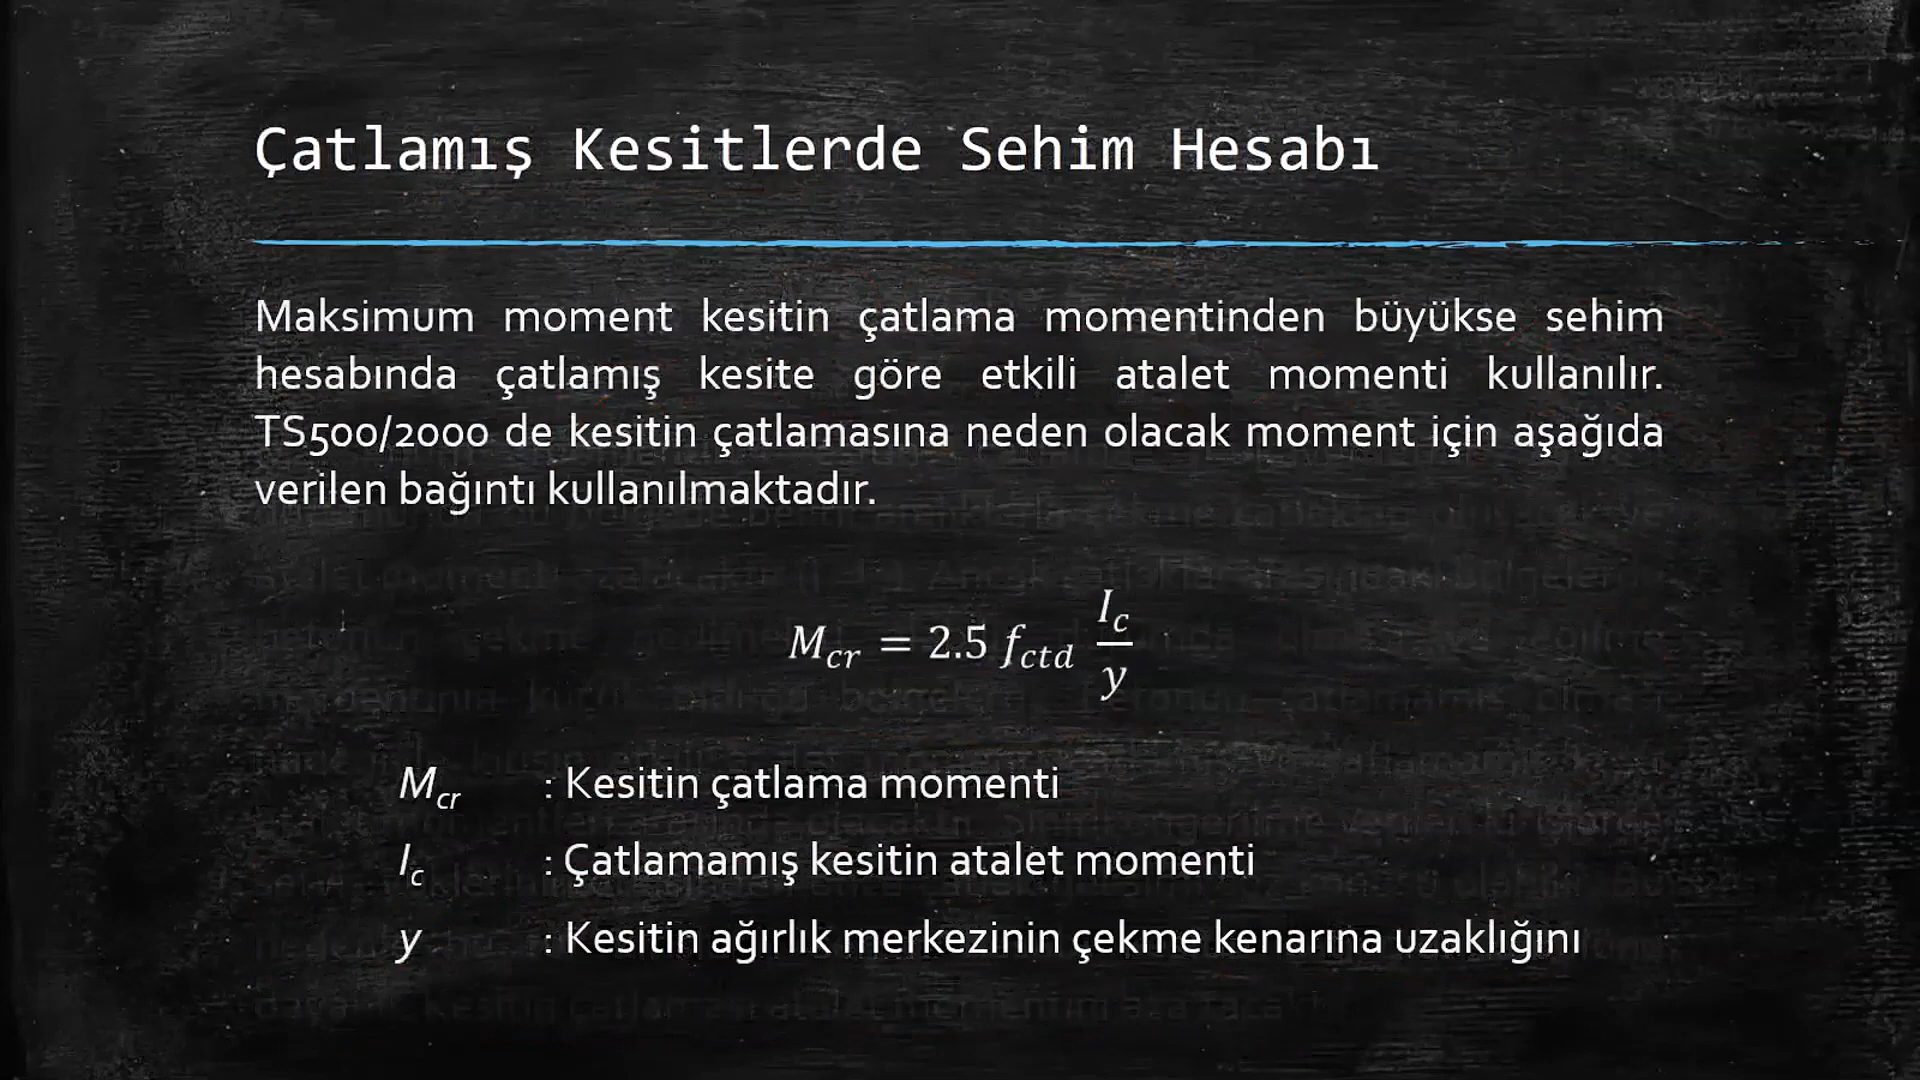 Çatlamış Kesitlerde Sehim Hesabı
Maksimum moment kesitin çatlama momentinden büyükse sehim
hesabında çatlamış kesite göre etkili atalet momenti kullanılır.
TS500/2000 de kesitin çatlamasına neden olacak moment için aşağıda
verilen bağıntı kullanılmaktadır.
M_cr = 2.5 f_ctd I_c/y
M_cr : Kesitin çatlama momenti
I_c : Çatlamamış kesitin atalet momenti
y : Kesitin ağırlık merkezinin çekme kenarına uzaklığını